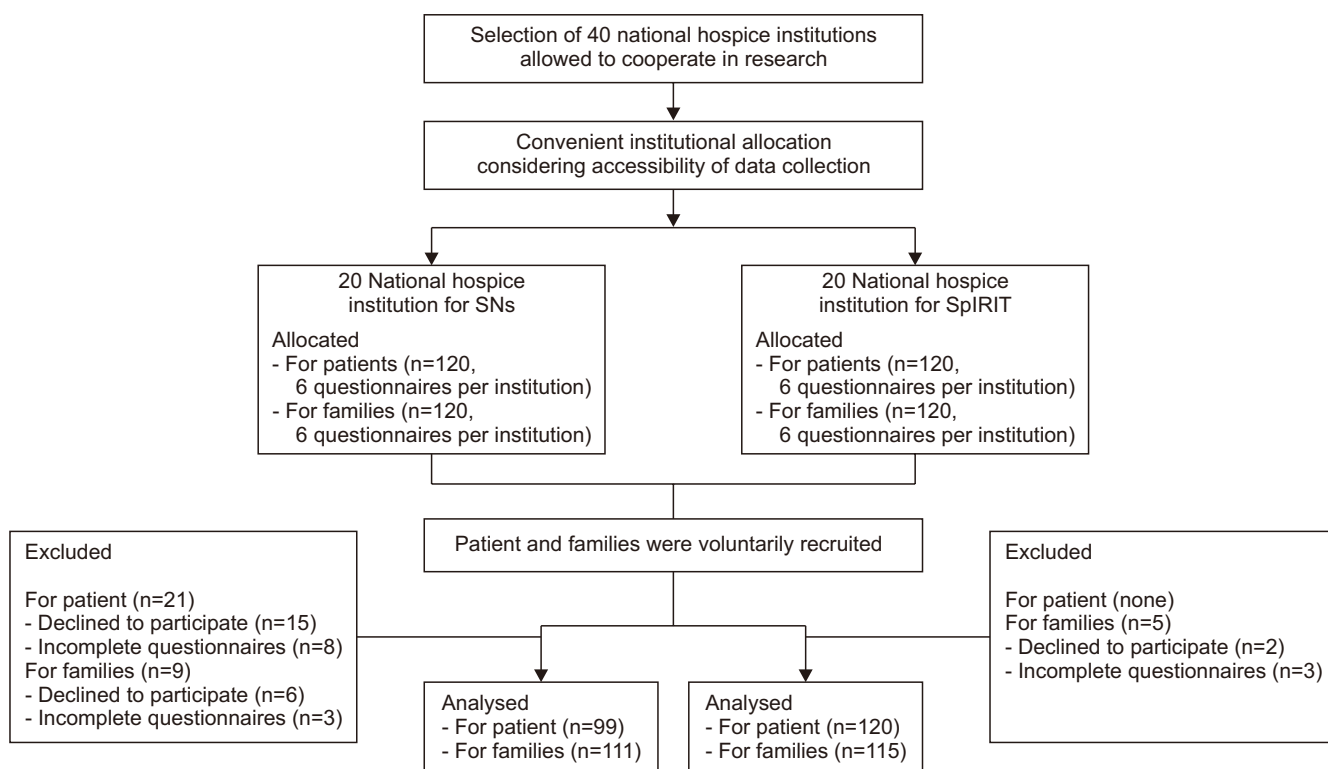 Selection of 40 national hospice institutions
allowed to cooperate in research
Convenient institutional allocation
considering accessibility of data collection
20 National hospice
institution for SNs
Allocated
- For patients (n=120,
6 questionnaires per institution)
- For families (n=120,
6 questionnaires per institution)
20 National hospice
institution for SpIRIT
Allocated
- For patients (n=120,
6 questionnaires per institution)
- For families (n=120,
6 questionnaires per institution)
Patient and families were voluntarily recruited
Excluded
For patient (n=21)
- Declined to participate (n=15)
- Incomplete questionnaires (n=8)
For families (n=9)
- Declined to participate (n=6)
- Incomplete questionnaires (n=3)
Excluded
For patient (none)
For families (n=5)
- Declined to participate (n=2)
- Incomplete questionnaires (n=3)
Analysed
- For patient (n=99)
- For families (n=111)
Analysed
- For patient (n=120)
- For families (n=115)